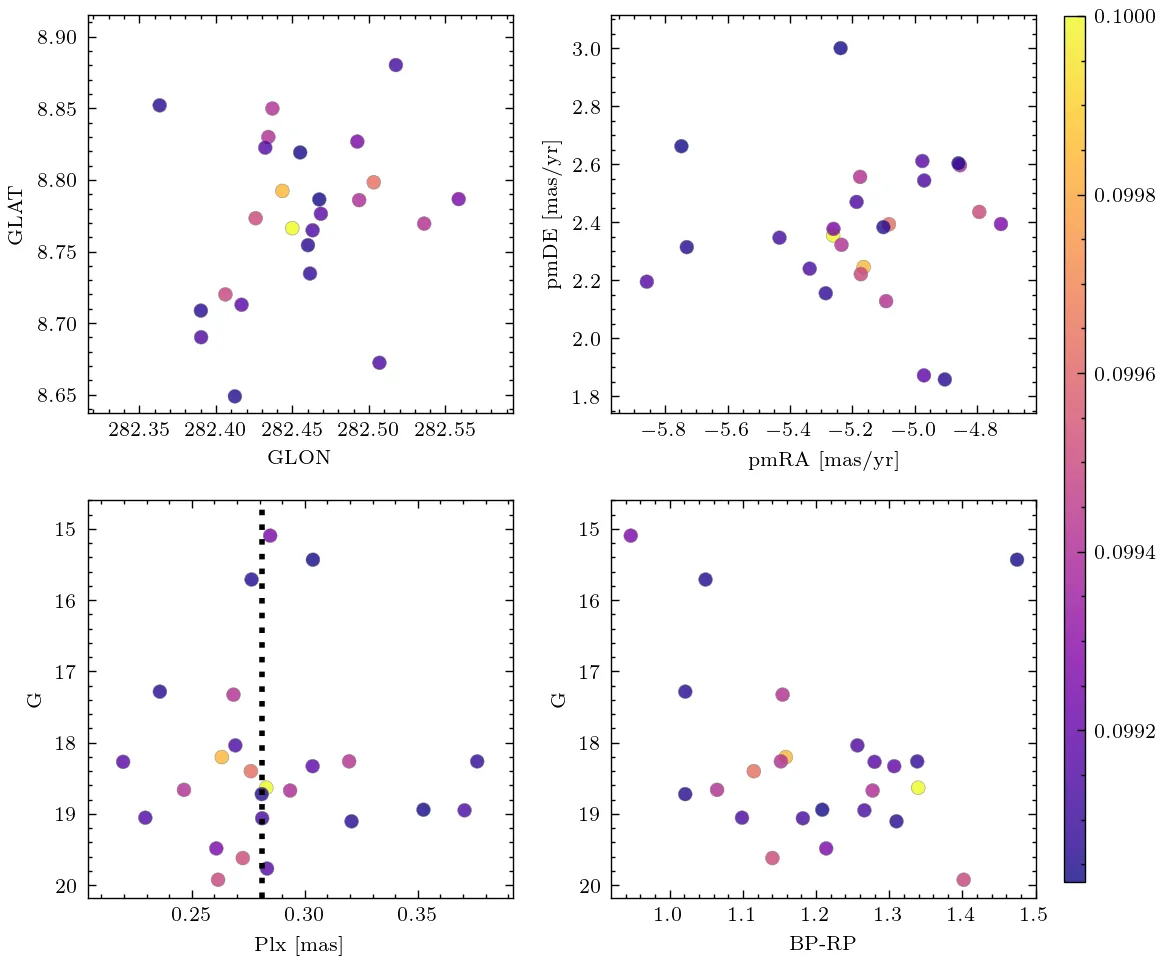 8.90
8.85
8.80
8.75
8.70
8.65
GLAT
282.35 282.40 282.45 282.50 282.55
GLON
3.0
2.8
2.6
2.4
2.2
2.0
1.8
pmDE [mas/yr]
−5.8 −5.6 −5.4 −5.2 −5.0 −4.8
pmRA [mas/yr]
0.1000
0.0998
0.0996
0.0994
0.0992
15
16
17
18
19
20
G
0.25 0.30 0.35
Plx [mas]
15
16
17
18
19
20
G
1.0 1.1 1.2 1.3 1.4 1.5
BP-RP